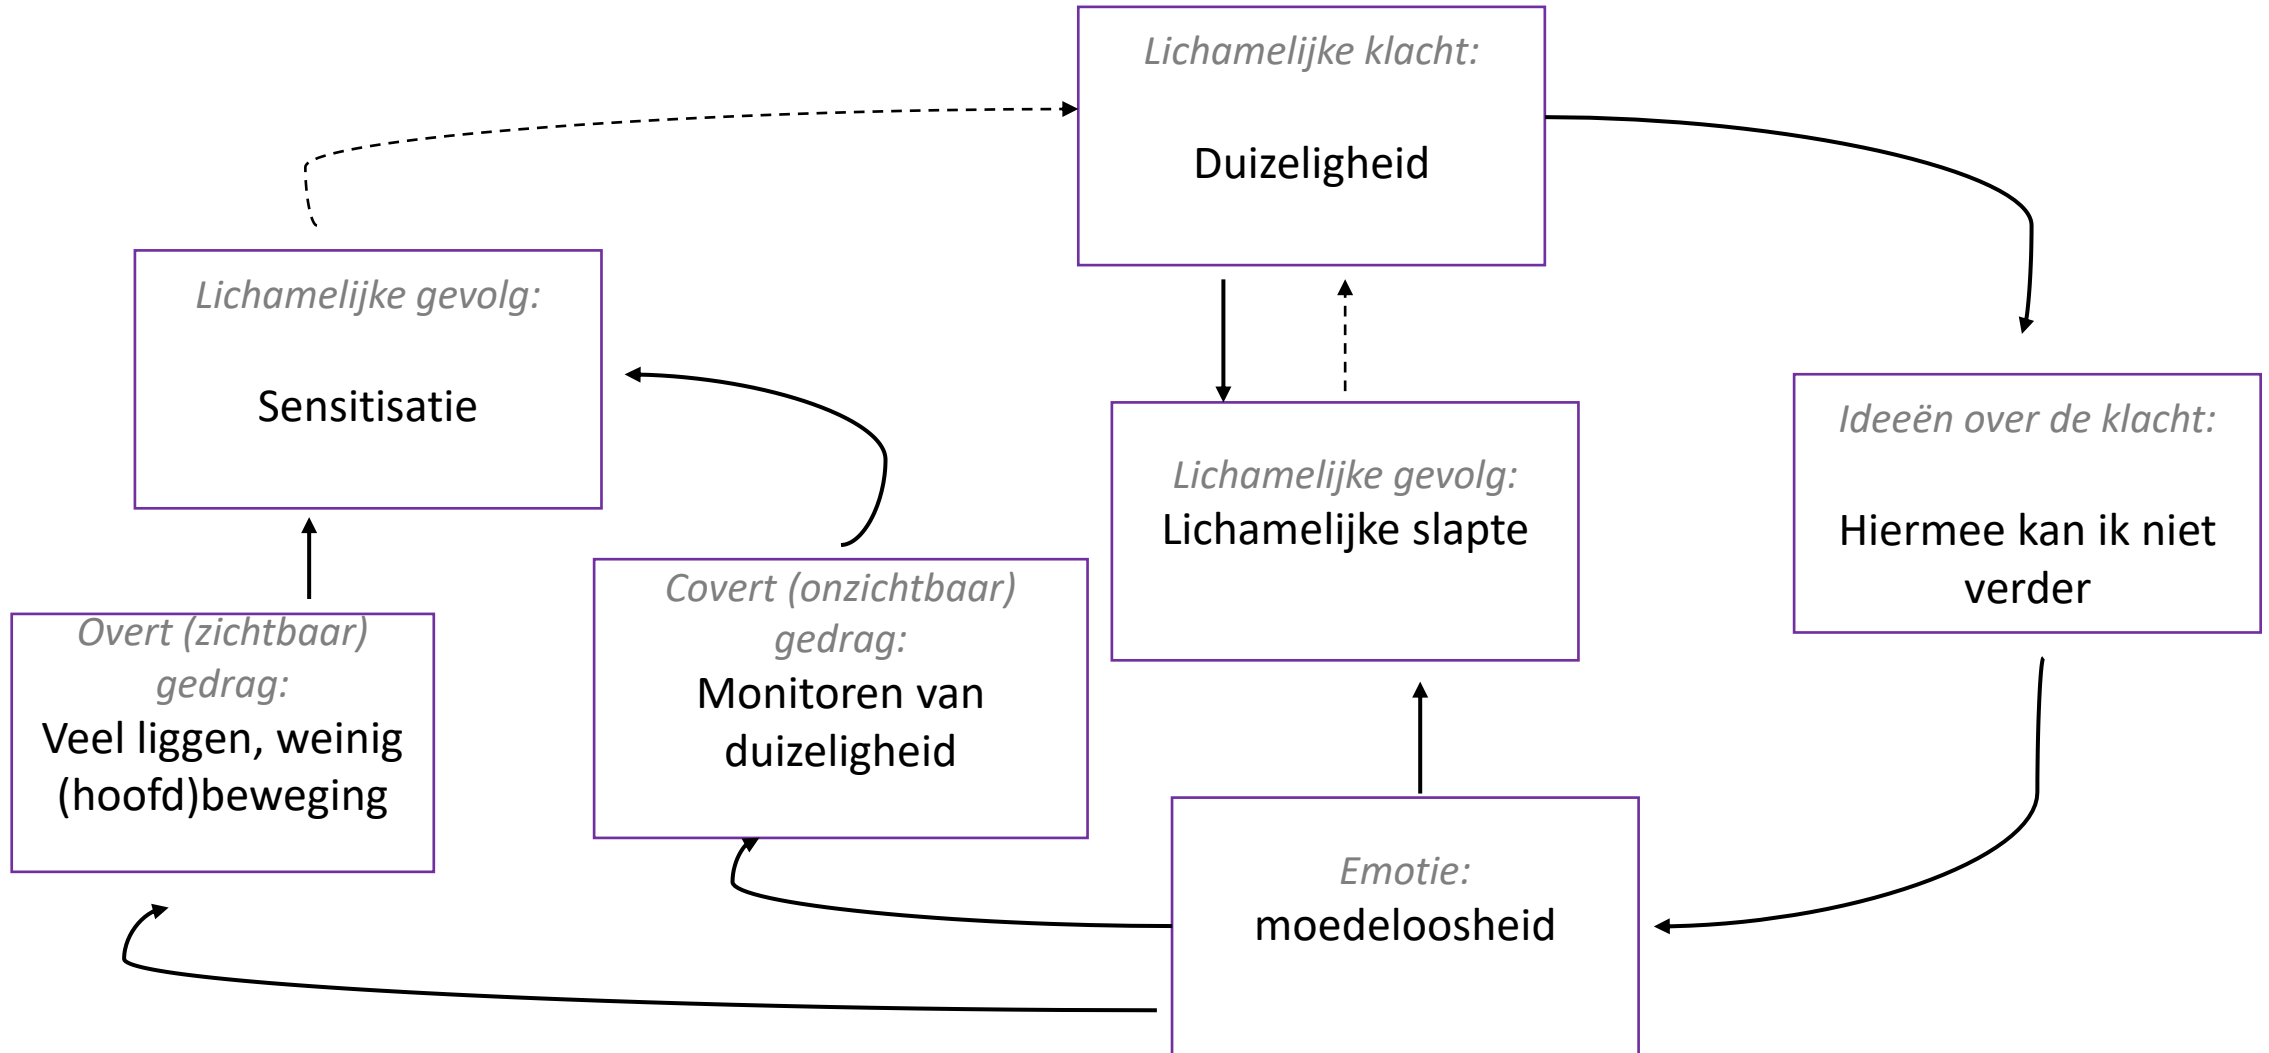 Lichamelijke klacht:
Duizeligheid
Lichamelijke gevolg:
Sensitisatie
Ideeën over de klacht:
Hiermee kan ik niet
verder
Lichamelijke gevolg:
Lichamelijke slapte
Covert (onzichtbaar)
gedrag:
Monitoren van
duizeligheid
Overt (zichtbaar)
gedrag:
Veel liggen, weinig
(hoofd)beweging
Emotie:
moedeloosheid